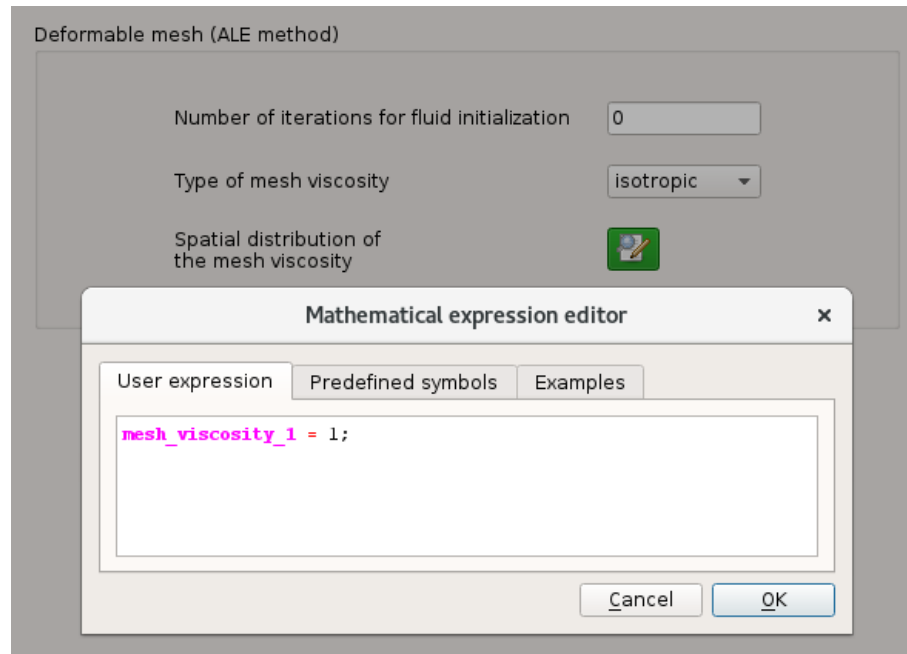 Deformable mesh (ALE method)
Number of iterations for fluid initialization 0
Type of mesh viscosity isotropic
Spatial distribution of
the mesh viscosity
Mathematical expression editor ×
User expression Predefined symbols Examples
mesh_viscosity_1 = 1;
Cancel OK